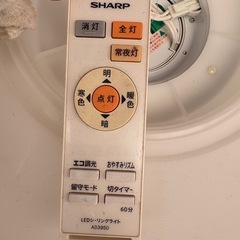 SHARP
消灯 全灯
常夜灯
明
寒色 点灯 暖色
暗
エコ調光 おやすみリズム
留守モード 切タイマー
60分
LEDシーリングライト
A03950